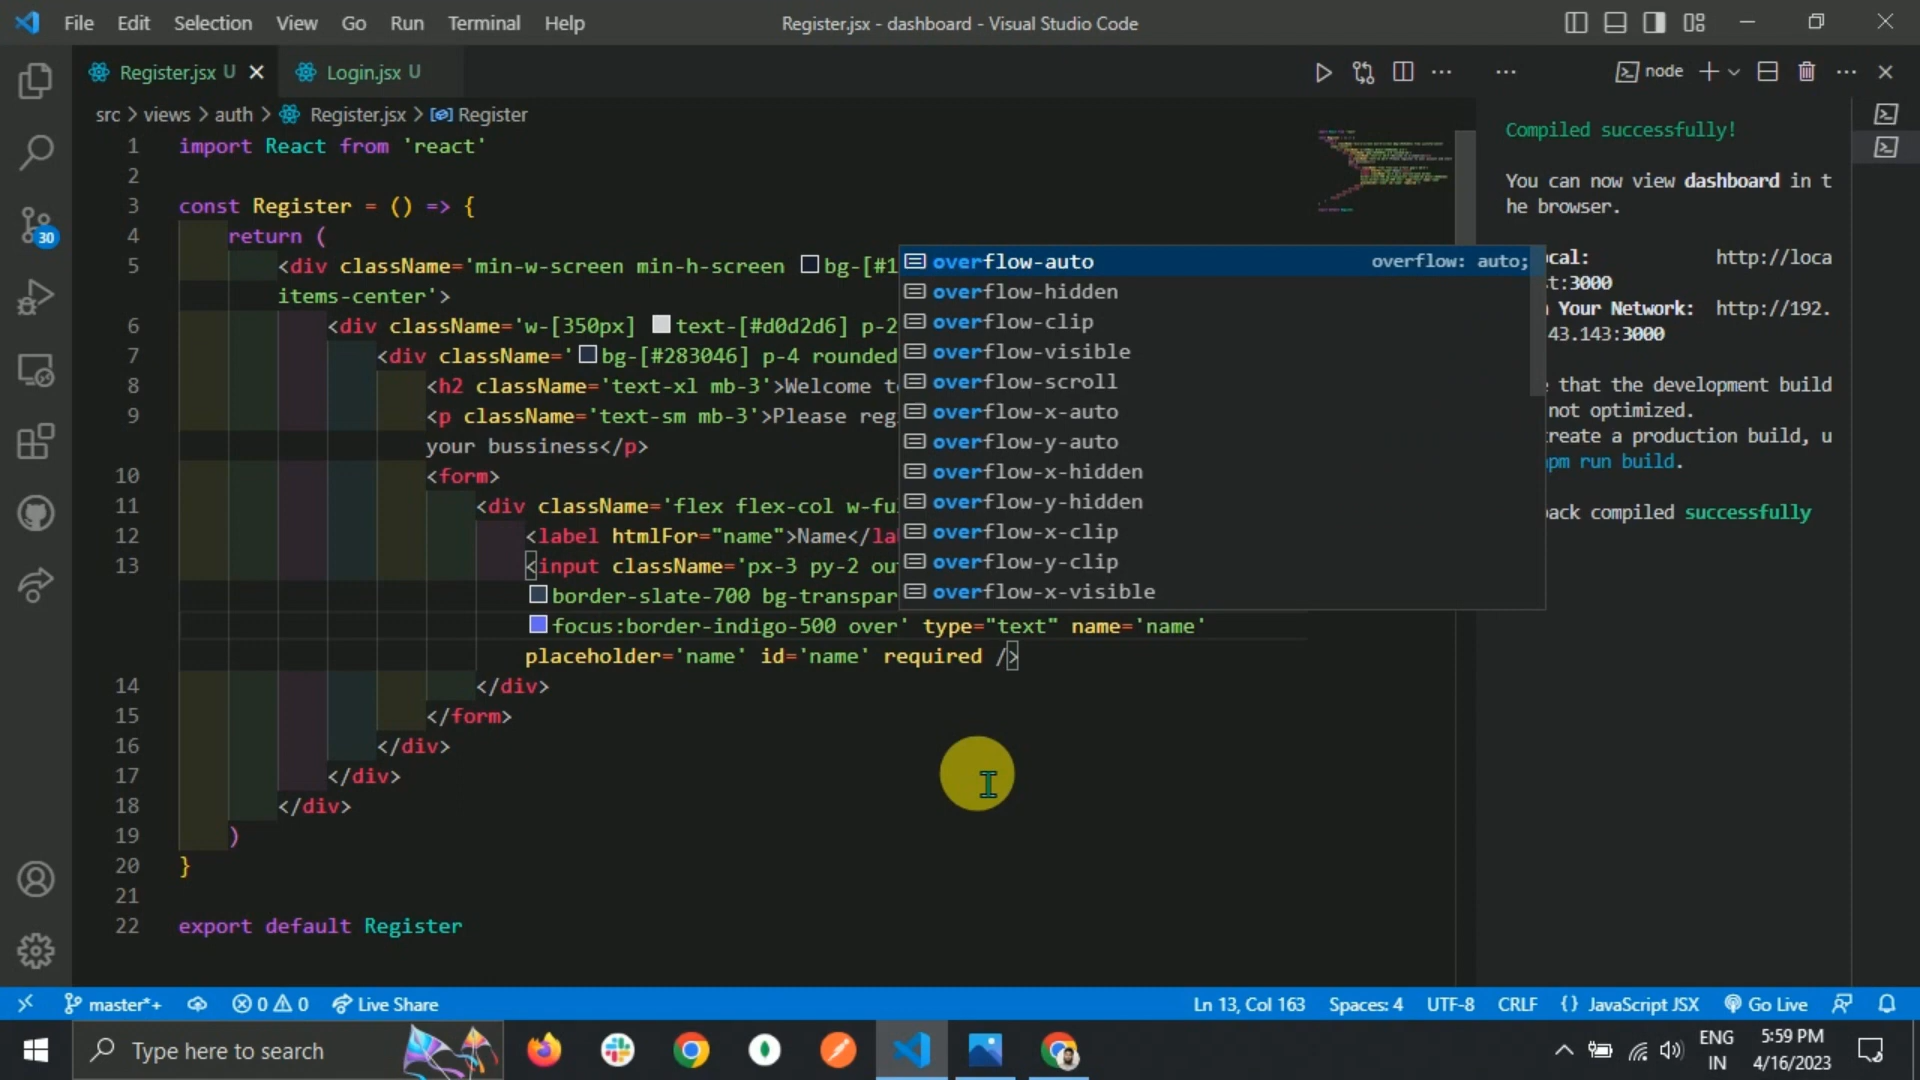 File Edit Selection View Go Run Terminal Help Register.jsx - dashboard - Visual Studio Code
Register.jsx U Login.jsx U
node
src > views > auth > Register.jsx > Register
1 import React from 'react'
2
3 const Register = () => {
4 return (
5 <div className='min-w-screen min-h-screen bg-[#1
items-center'>
6 <div className='w-[350px] text-[#d0d2d6] p-2
7 <div className='bg-[#283046] p-4 rounded
8 <h2 className='text-xl mb-3'>Welcome t
9 <p className='text-sm mb-3'>Please reg
your bussiness</p>
10 <form>
11 <div className='flex flex-col w-fu
12 <label htmlFor="name">Name</la
13 <input className='px-3 py-2 ou
border-slate-700 bg-transpar
focus:border-indigo-500 over' type="text" name='name'
placeholder='name' id='name' required />
14 </div>
15 </form>
16 </div>
17 </div>
18 </div>
19 )
20 }
21
22 export default Register
overflow-auto overflow: auto;
overflow-hidden
overflow-clip
overflow-visible
overflow-scroll
overflow-x-auto
overflow-y-auto
overflow-x-hidden
overflow-y-hidden
overflow-x-clip
overflow-y-clip
overflow-x-visible
Compiled successfully!
You can now view dashboard in t
he browser.
cal: http://loca
t:3000
Your Network: http://192.
43.143:3000
that the development build
not optimized.
reate a production build, u
npm run build.
ack compiled successfully
30
master*+ 0 0 Live Share Ln 13, Col 163 Spaces: 4 UTF-8 CRLF {} JavaScript JSX Go Live
Type here to search
ENG
IN
5:59 PM
4/16/2023